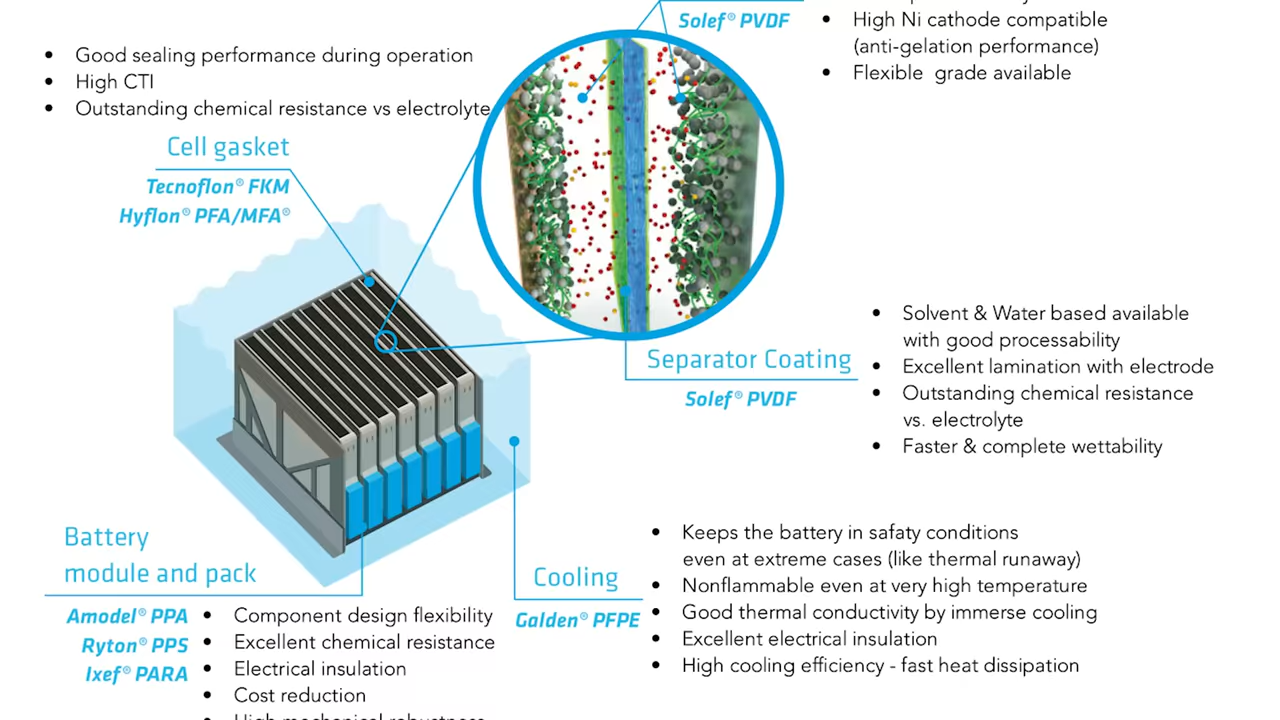 Solef® PVDF
• High Ni cathode compatible
(anti-gelation performance)
• Flexible grade available
• Good sealing performance during operation
• High CTI
• Outstanding chemical resistance vs electrolyte
Cell gasket
Tecnoflon® FKM
Hyflon® PFA/MFA®
Separator Coating
Solef® PVDF
• Solvent & Water based available
with good processability
• Excellent lamination with electrode
• Outstanding chemical resistance
vs. electrolyte
• Faster & complete wettability
Battery
module and pack
Amodel® PPA
Ryton® PPS
Ixef® PARA
• Component design flexibility
• Excellent chemical resistance
• Electrical insulation
• Cost reduction
• High mechanical robustness
Cooling
Galden® PFPE
• Keeps the battery in safaty conditions
even at extreme cases (like thermal runaway)
• Nonflammable even at very high temperature
• Good thermal conductivity by immerse cooling
• Excellent electrical insulation
• High cooling efficiency - fast heat dissipation